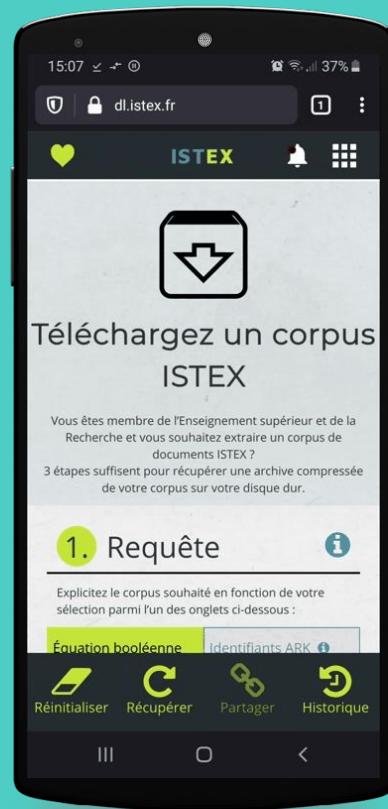 15:07
37%
dl.istex.fr
1
ISTEX
Téléchargez un corpus
ISTEX
Vous êtes membre de l'Enseignement supérieur et de la
Recherche et vous souhaitez extraire un corpus de
documents ISTEX ?
3 étapes suffisent pour récupérer une archive compressée
de votre corpus sur votre disque dur.
1. Requête
Explicitez le corpus souhaité en fonction de votre
sélection parmi l'un des onglets ci-dessous :
Équation booléenne Identifiants ARK
Réinitialiser Récupérer Partager Historique